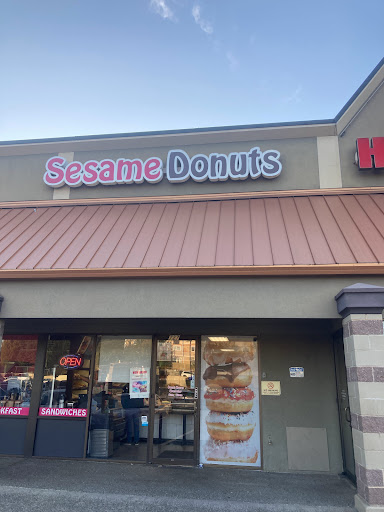 Sesame Donuts
H
OPEN
KFAST
SANDWICHES